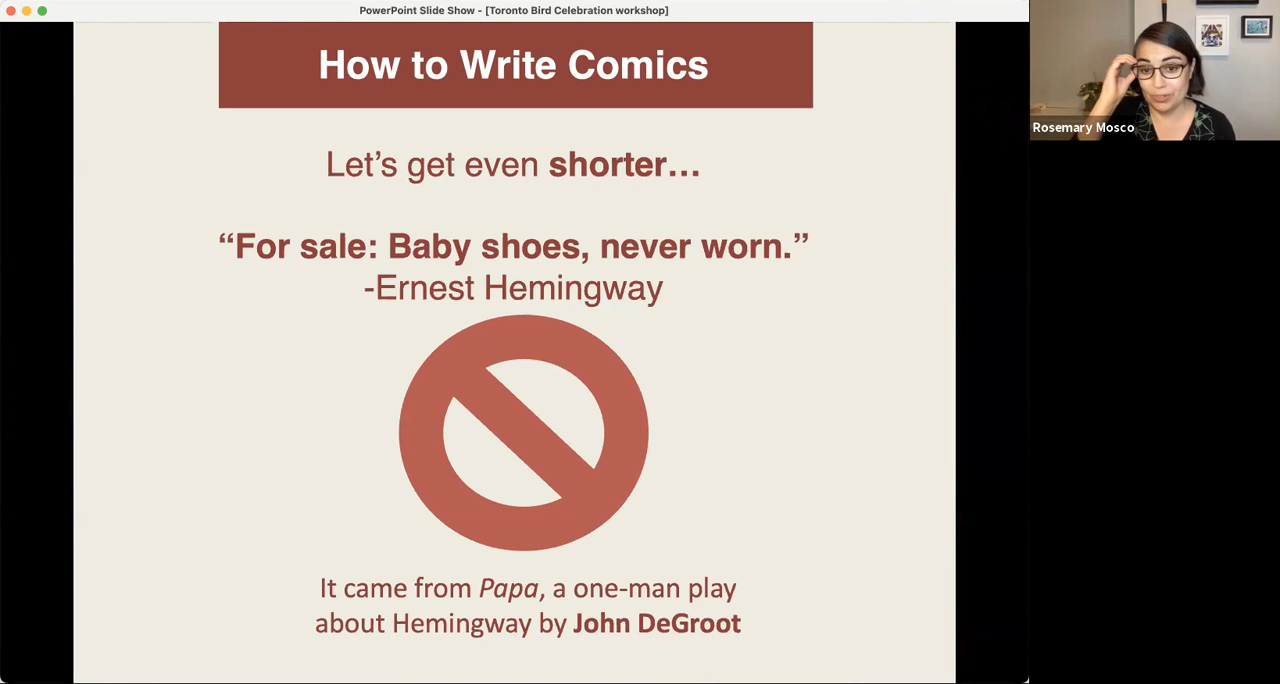 PowerPoint Slide Show - [Toronto Bird Celebration workshop]
How to Write Comics
Let’s get even shorter…
“For sale: Baby shoes, never worn.”
-Ernest Hemingway
It came from Papa, a one-man play
about Hemingway by John DeGroot
Rosemary Mosco